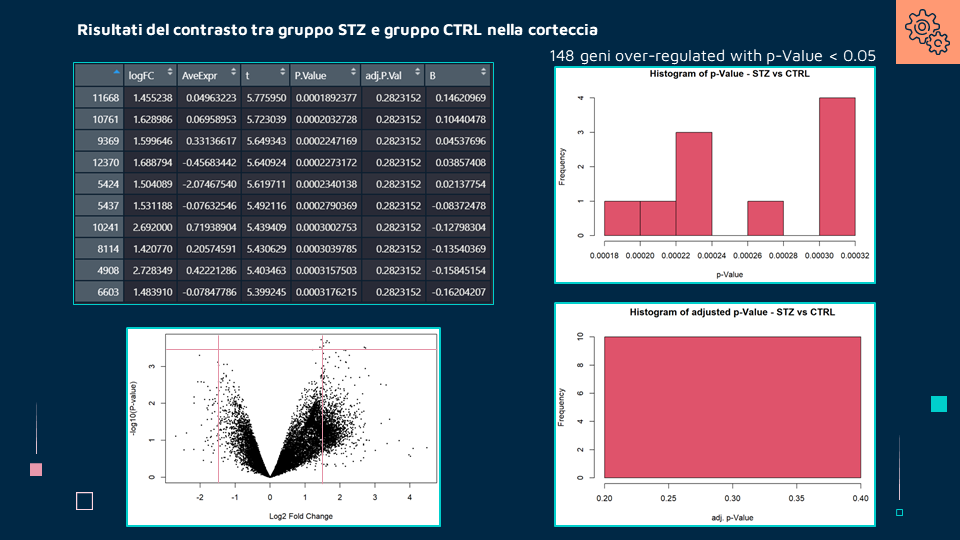 Risultati del contrasto tra gruppo STZ e gruppo CTRL nella corteccia
148 geni over-regulated with p-Value < 0.05
logFC AveExpr t P.Value adj.P.Val B
11668 1.455238 0.04963223 5.775950 0.0001892377 0.2823152 0.14620969
10761 1.628986 0.06958953 5.723039 0.0002032728 0.2823152 0.10440478
9369 1.599646 0.33136617 5.649343 0.0002247169 0.2823152 0.04537696
12370 1.688794 -0.45683442 5.640924 0.0002273172 0.2823152 0.03857408
5424 1.504089 -2.07467540 5.619711 0.0002340138 0.2823152 0.02137754
5437 1.531188 -0.07632546 5.492116 0.0002790369 0.2823152 -0.08372478
10241 2.692000 0.71938904 5.439409 0.0003002753 0.2823152 -0.12798304
8114 1.420770 0.20574591 5.430629 0.0003039785 0.2823152 -0.13540369
4908 2.728349 0.42221286 5.403463 0.0003157503 0.2823152 -0.15845154
6603 1.483910 -0.07847786 5.399245 0.0003176215 0.2823152 -0.16204207
Histogram of p-Value - STZ vs CTRL
Frequency
4
3
2
1
0
0.00018 0.00020 0.00022 0.00024 0.00026 0.00028 0.00030 0.00032
p-Value
-log10(P-value)
3
2
1
0
-2 -1 0 1 2 3 4
Log2 Fold Change
Histogram of adjusted p-Value - STZ vs CTRL
Frequency
10
8
6
4
2
0
0.20 0.25 0.30 0.35 0.40
adj. p-Value